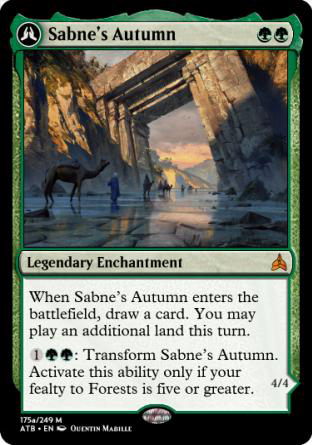 Sabne's Autumn
Legendary Enchantment
When Sabne's Autumn enters the
battlefield, draw a card. You may
play an additional land this turn.
1: Transform Sabne's Autumn.
Activate this ability only if your
fealty to Forests is five or greater.
4/4
175a/249 M
ATB • EN Quentin Mabille